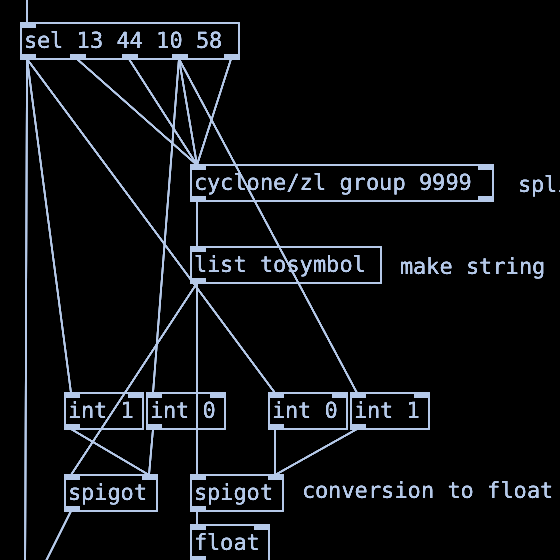 sel 13 44 10 58
cyclone/zl group 9999 spl
list tosymbol make string
int 1 int 0 int 0 int 1
spigot spigot conversion to float
float